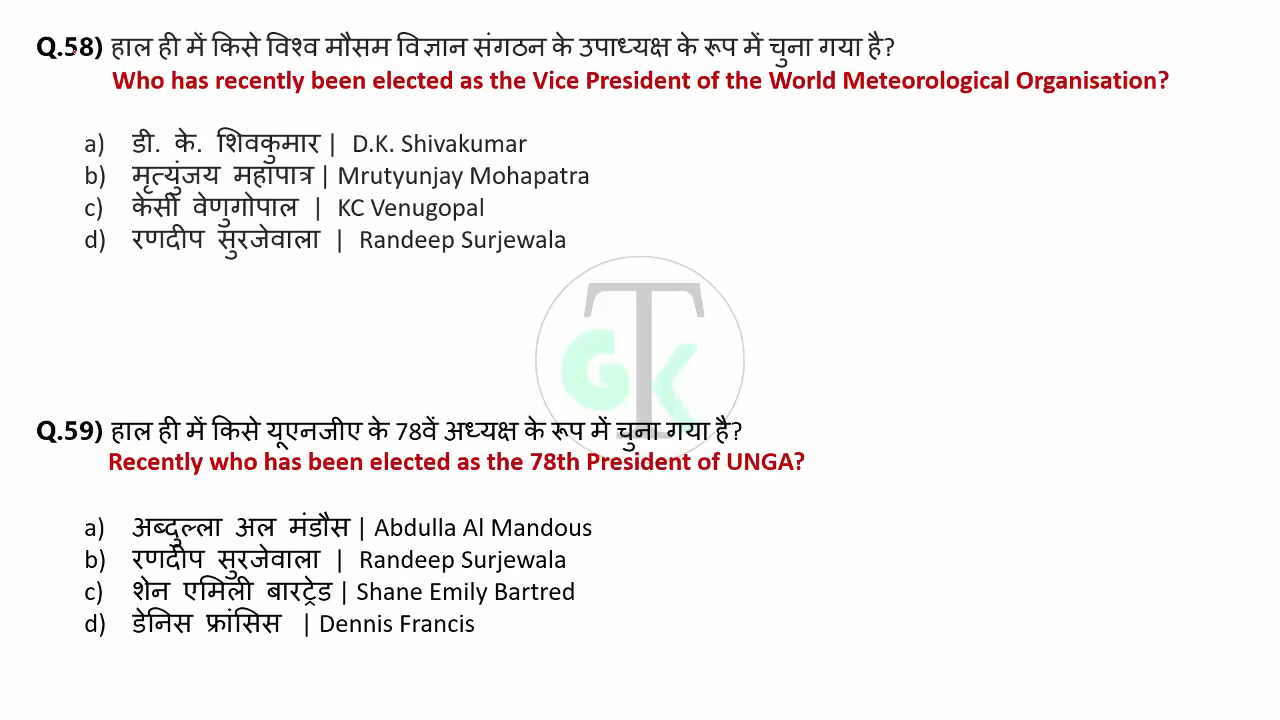 Q.58) हाल ही में किसे विश्व मौसम विज्ञान संगठन के उपाध्यक्ष के रूप में चुना गया है?
Who has recently been elected as the Vice President of the World Meteorological Organisation?
a) डी. के. शिवकुमार | D.K. Shivakumar
b) मृत्युंजय महापात्र | Mrutyunjay Mohapatra
c) केसी वेणुगोपाल | KC Venugopal
d) रणदीप सुरजेवाला | Randeep Surjewala
GTK
Q.59) हाल ही में किसे यूएनजीए के 78वें अध्यक्ष के रूप में चुना गया है?
Recently who has been elected as the 78th President of UNGA?
a) अब्दुल्ला अल मंडौस | Abdulla Al Mandous
b) रणदीप सुरजेवाला | Randeep Surjewala
c) शेन एमिली बारट्रेड | Shane Emily Bartred
d) डेनिस फ्रांसिस | Dennis Francis